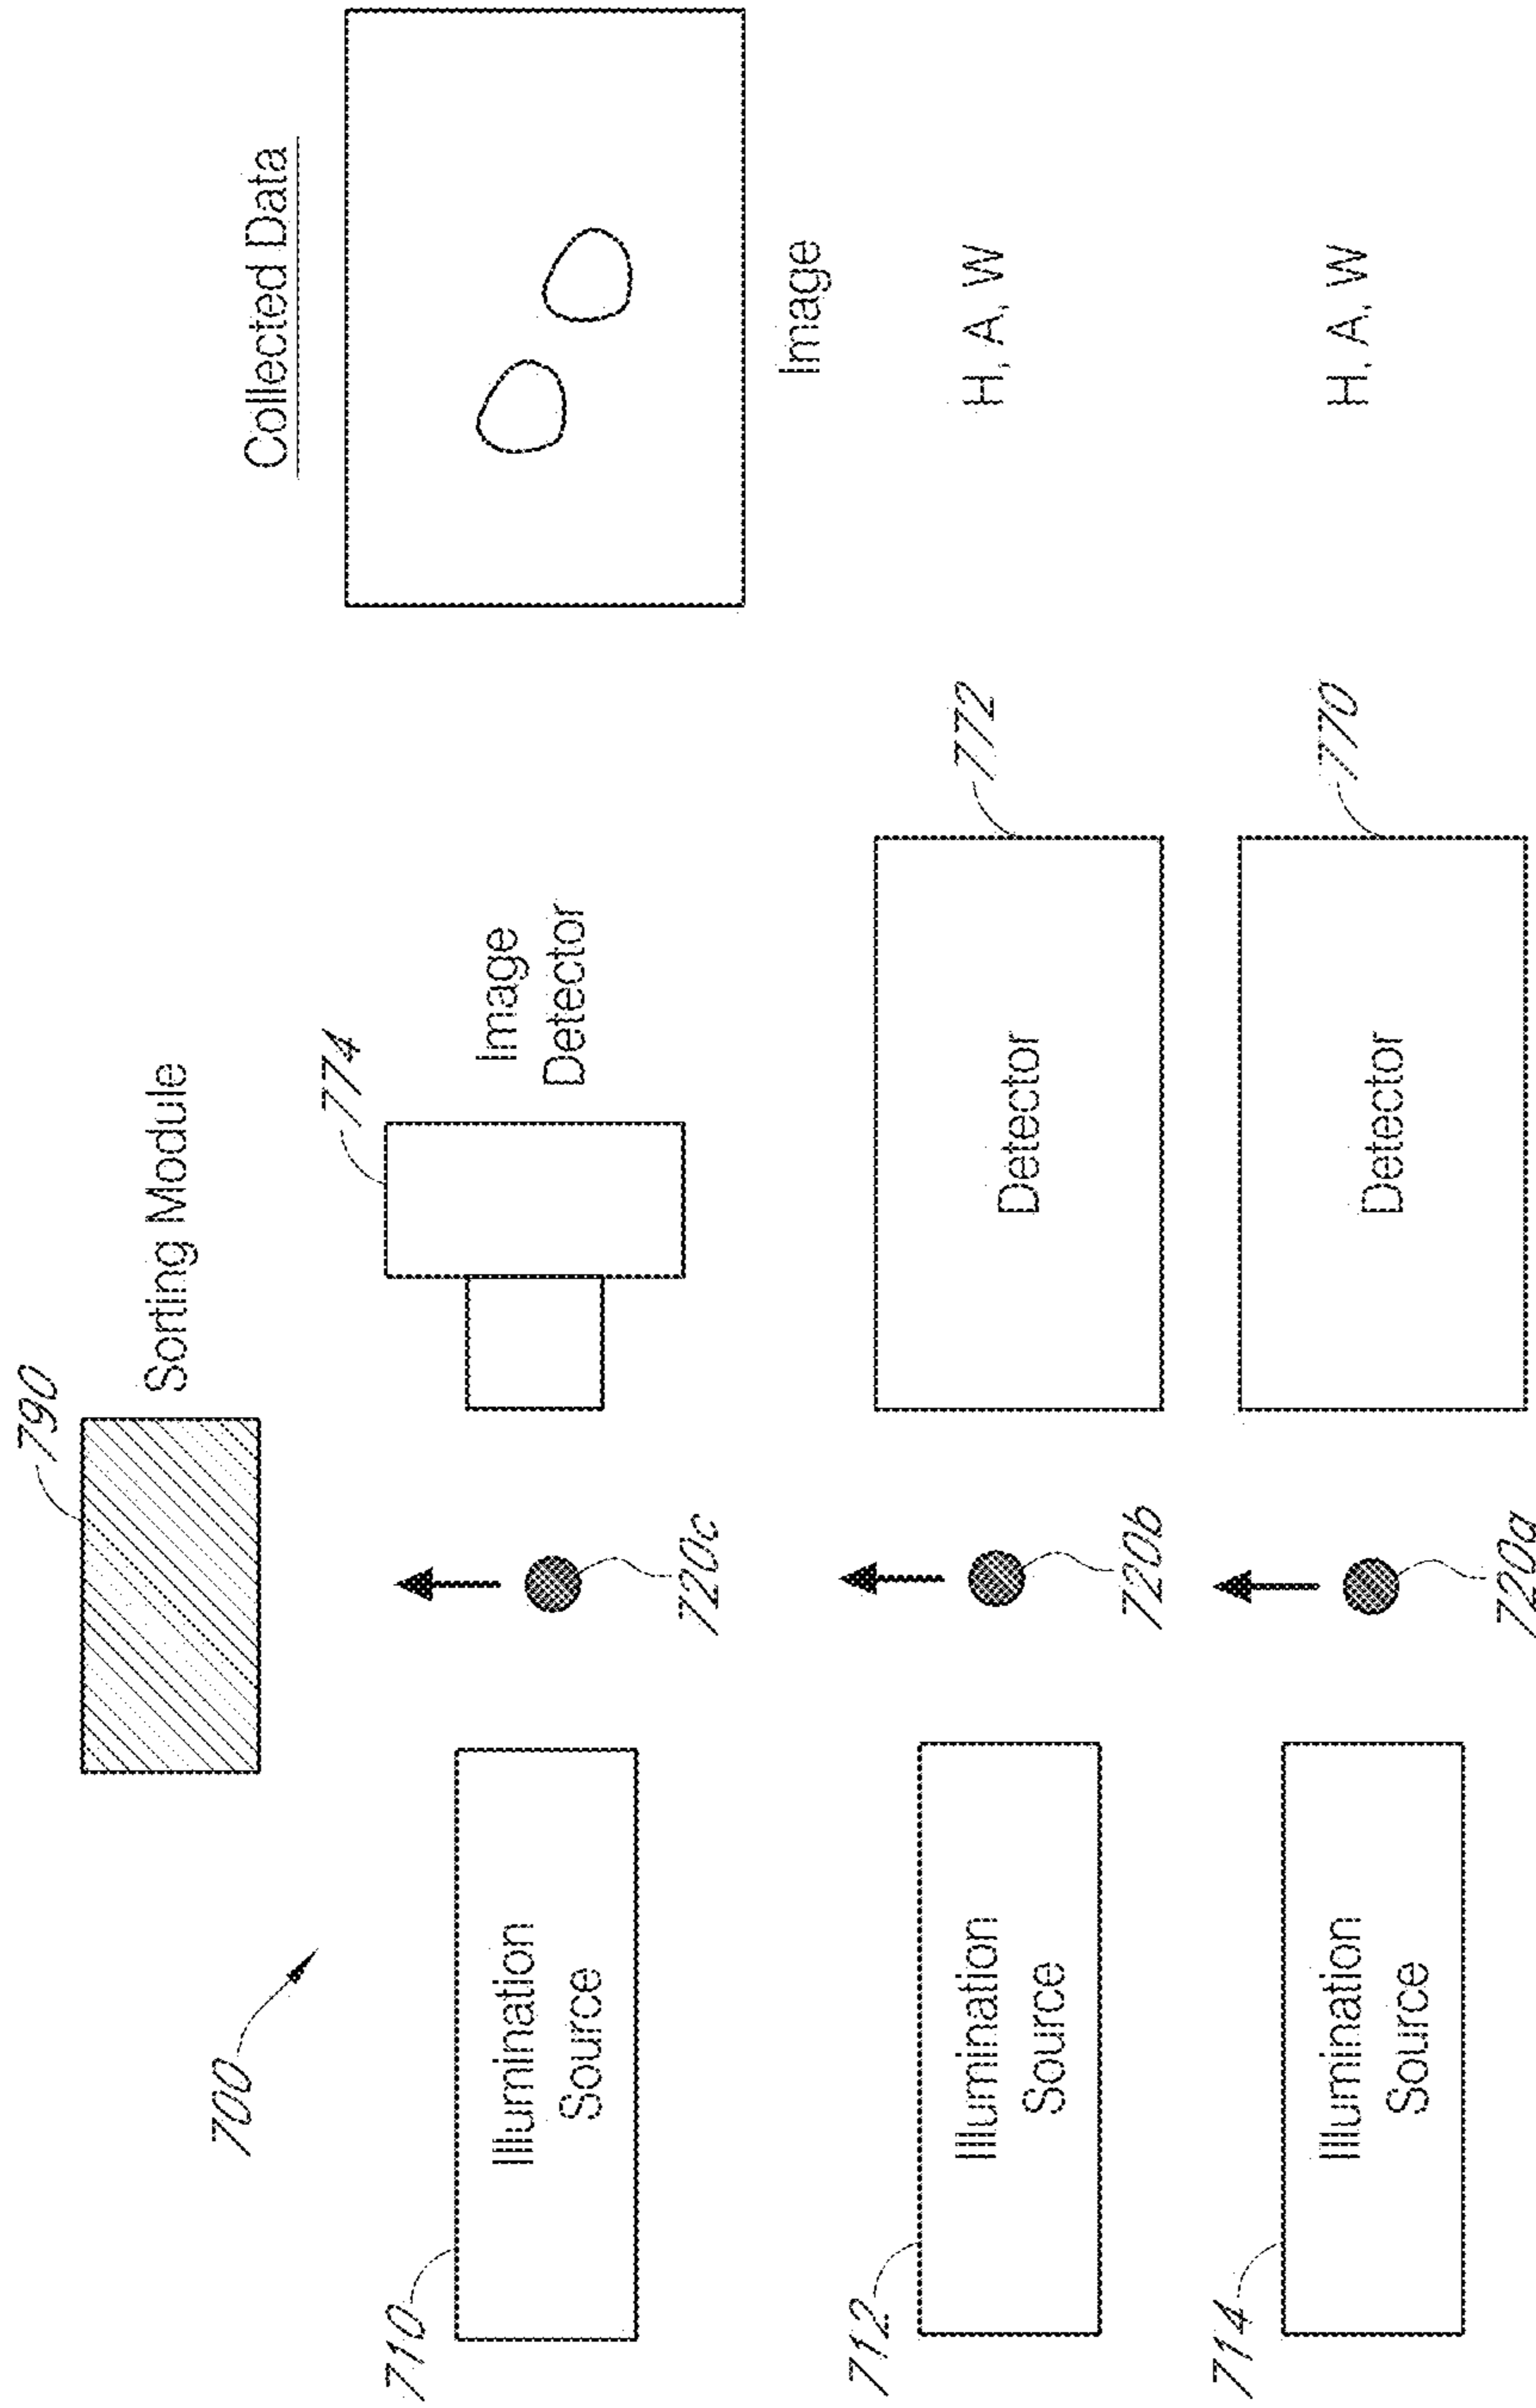 790
Sorting Module
Collected Data
700
774
710
Illumination
Source
720c
Image
Detector
Image
712
Illumination
Source
720b
Detector
772
H, A, W
714
Illumination
Source
720a
Detector
770
H, A, W